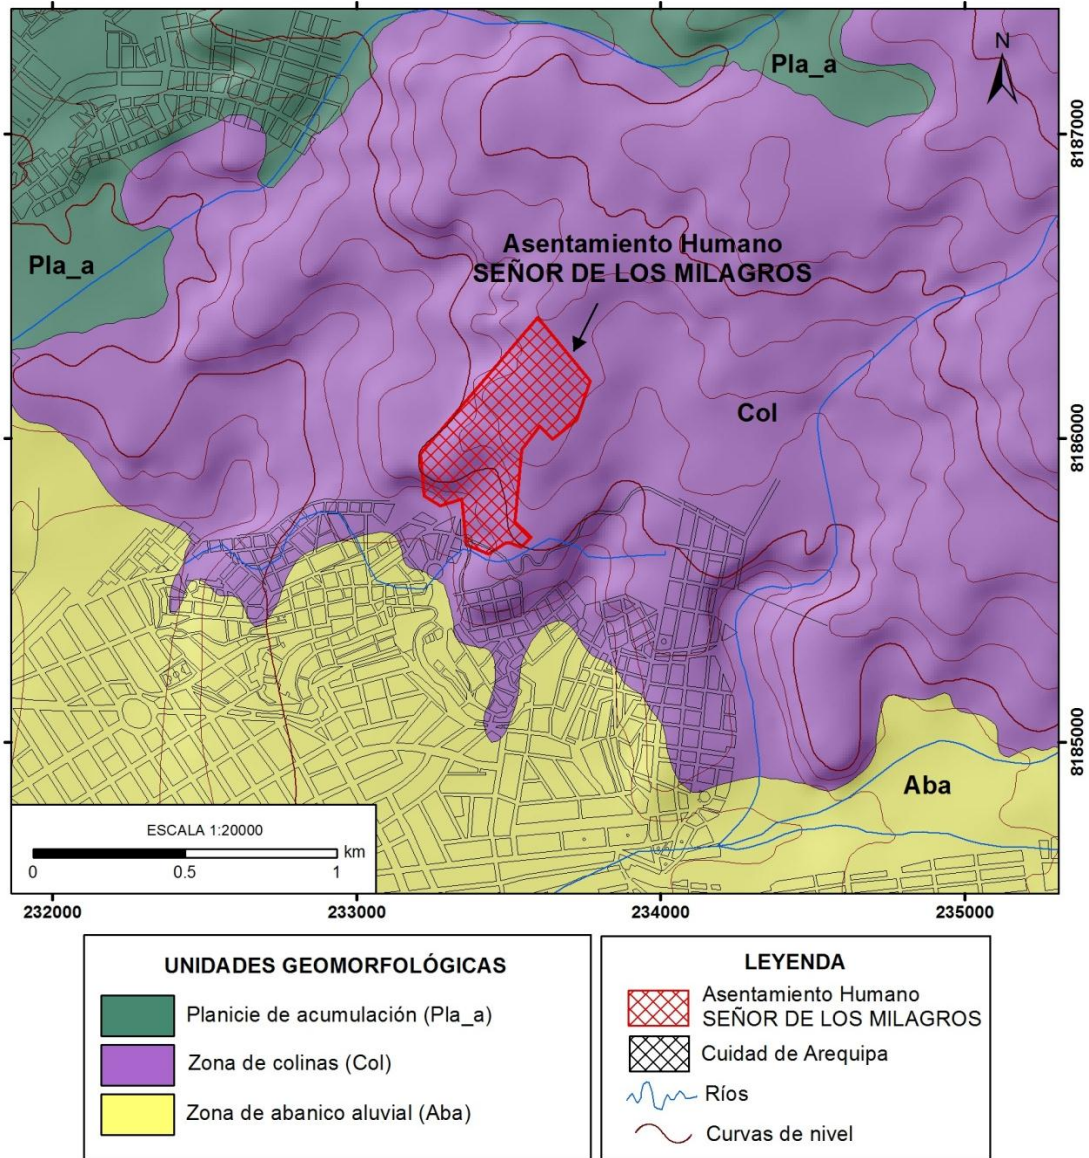 N
Pla_a
8187000
Asentamiento Humano
SEÑOR DE LOS MILAGROS
Pla_a
Col
8186000
8185000
Aba
ESCALA 1:20000
km
0 0.5 1
232000 233000 234000 235000
UNIDADES GEOMORFOLÓGICAS
Planicie de acumulación (Pla_a)
Zona de colinas (Col)
Zona de abanico aluvial (Aba)
LEYENDA
Asentamiento Humano
SEÑOR DE LOS MILAGROS
Cuidad de Arequipa
Ríos
Curvas de nivel